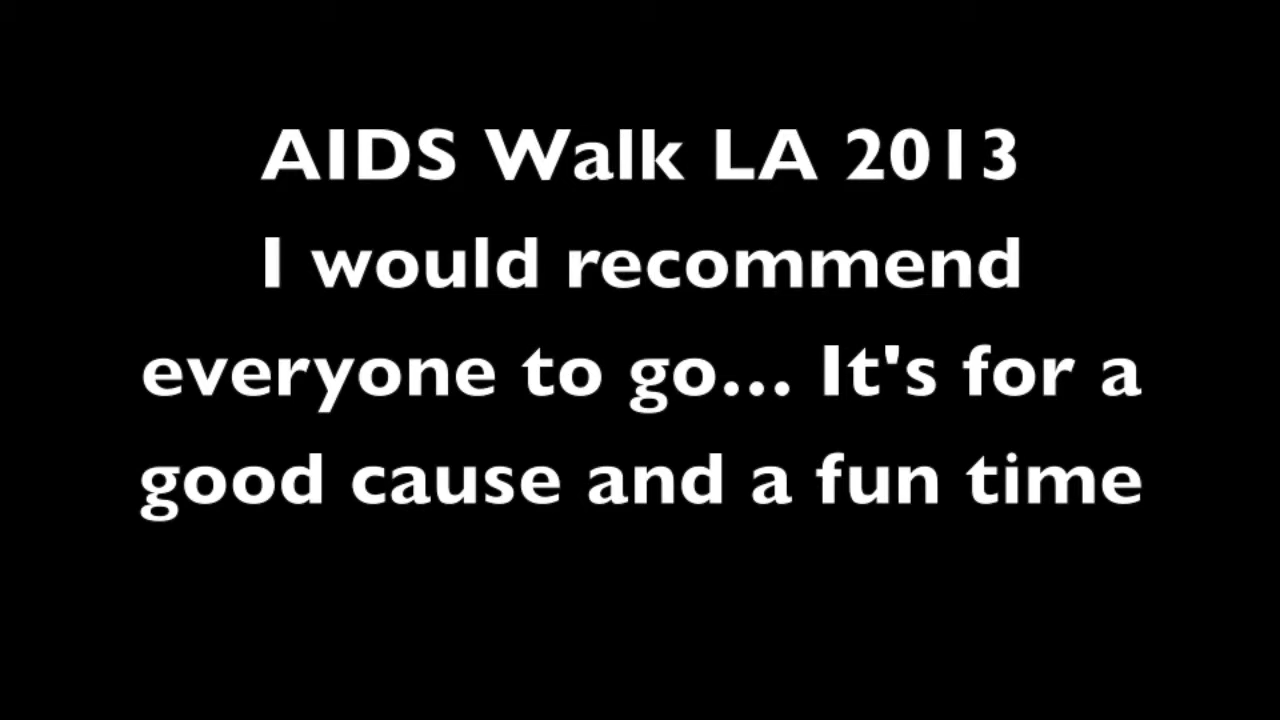 AIDS Walk LA 2013
I would recommend
everyone to go... It's for a
good cause and a fun time